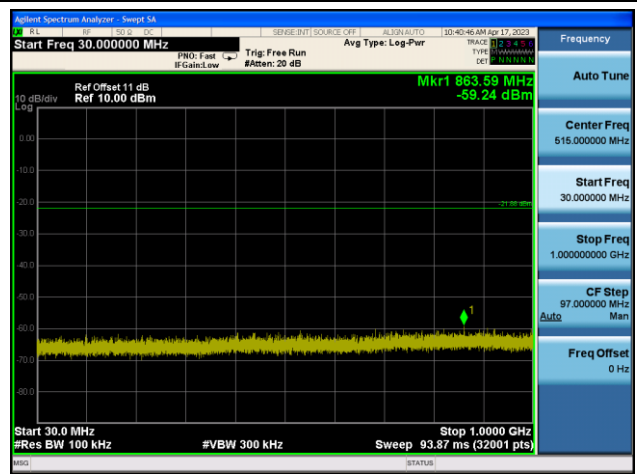 Agilent Spectrum Analyzer - Swept SA
RL RF 50 Ω DC SENSE:INT SOURCE OFF ALIGN AUTO 10:40:46 AM Apr 17, 2023
Start Freq 30.000000 MHz
PNO: Fast
IFGain:Low
Trig: Free Run
#Atten: 20 dB
Avg Type: Log-Pwr
TRACE 1 2 3 4 5 6
TYPE M W W W W W
DET P N N N N N
Ref Offset 11 dB
10 dB/div Ref 10.00 dBm
Log
Mkr1 863.59 MHz
-59.24 dBm
0.00
-10.0
-20.0
-21.88 dBm
-30.0
-40.0
-50.0
1
-60.0
-70.0
-80.0
Start 30.0 MHz Stop 1.0000 GHz
#Res BW 100 kHz #VBW 300 kHz Sweep 93.87 ms (32001 pts)
MSG STATUS
Frequency
Auto Tune
Center Freq
515.000000 MHz
Start Freq
30.000000 MHz
Stop Freq
1.000000000 GHz
CF Step
97.000000 MHz
Auto Man
Freq Offset
0 Hz